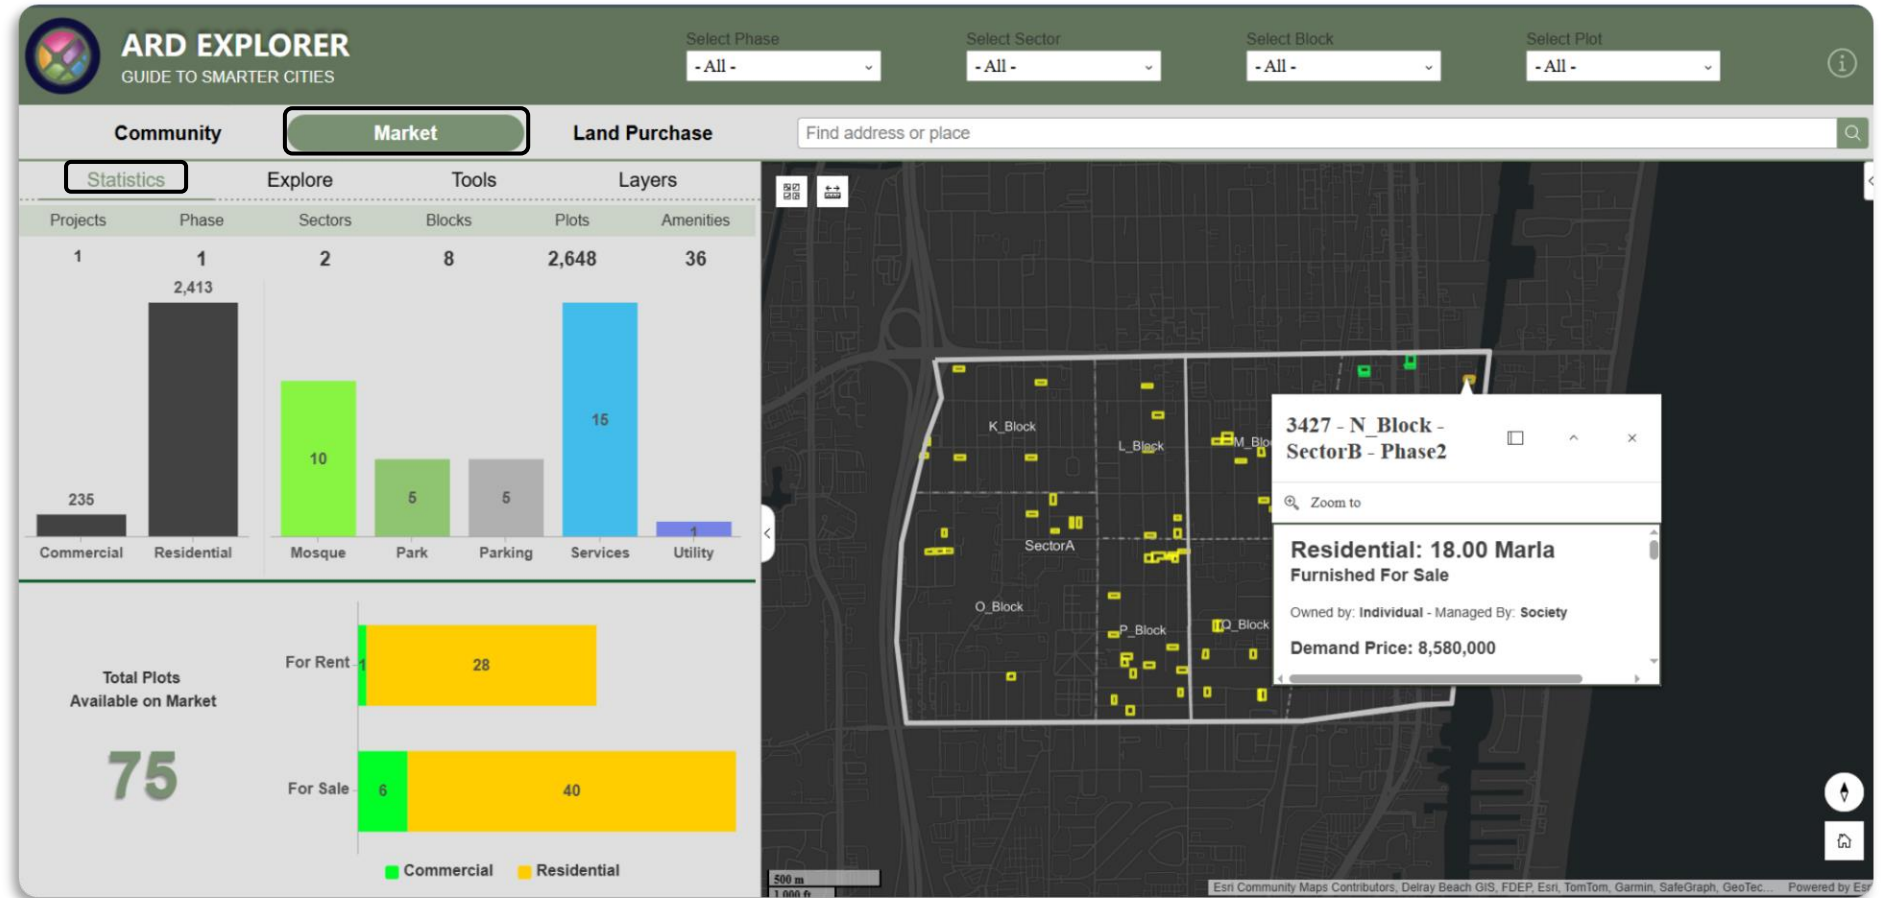 ARD EXPLORER
GUIDE TO SMARTER CITIES
Select Phase
Select Sector
Select Block
Select Plot
- All -
- All -
- All -
- All -
Community
Market
Land Purchase
Find address or place
Statistics
Explore
Tools
Layers
Projects
Phase
Sectors
Blocks
Plots
Amenities
1
1
2
8
2,648
36
2,413
235
10
5
5
15
1
Commercial
Residential
Mosque
Park
Parking
Services
Utility
Total Plots
Available on Market
75
For Rent
1
28
For Sale
6
40
Commercial
Residential
K_Block
L_Block
SectorA
O_Block
P_Block
Q_Block
3427 - N_Block -
SectorB - Phase2
Zoom to
Residential: 18.00 Marla
Furnished For Sale
Owned by: Individual - Managed By: Society
Demand Price: 8,580,000
500 m
1,000 ft
Esri Community Maps Contributors, Delray Beach GIS, FDEP, Esri, TomTom, Garmin, SafeGraph, GeoTec...
Powered by Esr